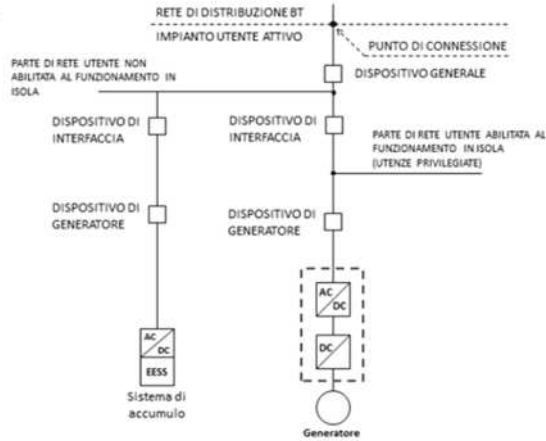 RETE DI DISTRIBUZIONE BT
IMPIANTO UTENTE ATTIVO
PUNTO DI CONNESSIONE
PARTE DI RETE UTENTE NON
ABILITATA AL FUNZIONAMENTO IN
ISOLA
DISPOSITIVO GENERALE
DISPOSITIVO DI
INTERFACCIA
DISPOSITIVO DI
INTERFACCIA
PARTE DI RETE UTENTE ABILITATA AL
FUNZIONAMENTO IN ISOLA
(UTENZE PRIVILEGIATE)
DISPOSITIVO DI
GENERATORE
DISPOSITIVO DI
GENERATORE
AC
DC
DC
AC
DC
EESS
Sistema di
accumulo
Generatore